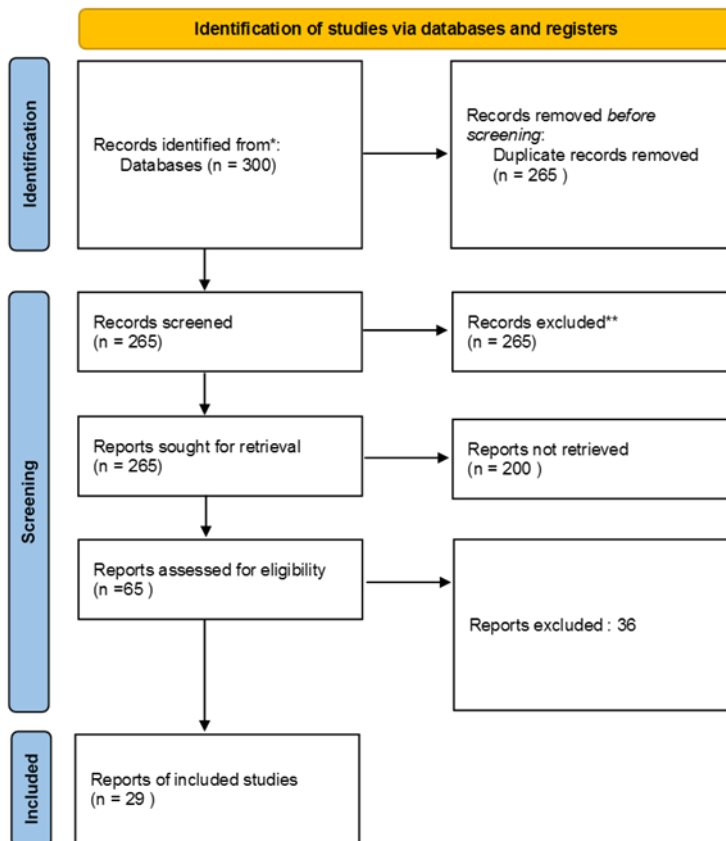 Identification of studies via databases and registers
Identification
Records identified from*:
Databases (n = 300)
Records removed before
screening:
Duplicate records removed
(n = 265 )
Screening
Records screened
(n = 265)
Records excluded**
(n = 265)
Reports sought for retrieval
(n = 265)
Reports not retrieved
(n = 200 )
Reports assessed for eligibility
(n =65 )
Reports excluded : 36
Included
Reports of included studies
(n = 29 )